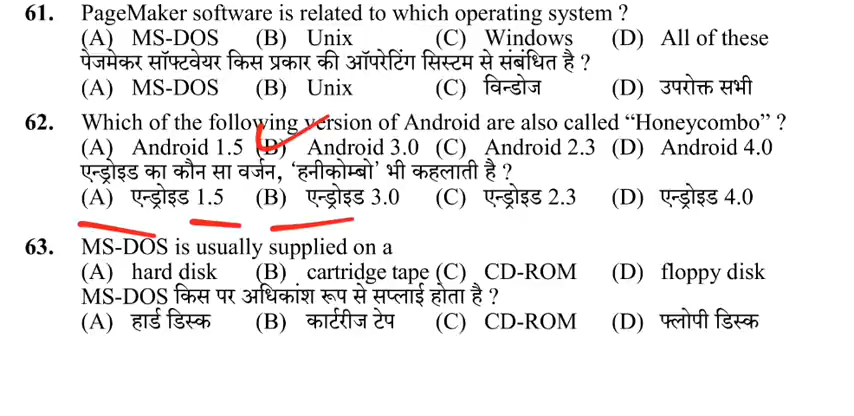 61. PageMaker software is related to which operating system ?
(A) MS-DOS (B) Unix (C) Windows (D) All of these
पेजमेकर सॉफ्टवेयर किस प्रकार की ऑपरेटिंग सिस्टम से संबंधित है ?
(A) MS-DOS (B) Unix (C) विन्डोज (D) उपरोक्त सभी
62. Which of the following version of Android are also called “Honeycombo” ?
(A) Android 1.5 (B) Android 3.0 (C) Android 2.3 (D) Android 4.0
एन्ड्रोइड का कौन सा वर्जन, ‘हनीकोम्बो’ भी कहलाती है ?
(A) एन्ड्रोइड 1.5 (B) एन्ड्रोइड 3.0 (C) एन्ड्रोइड 2.3 (D) एन्ड्रोइड 4.0
63. MS-DOS is usually supplied on a
(A) hard disk (B) cartridge tape (C) CD-ROM (D) floppy disk
MS-DOS किस पर अधिकांश रूप से सप्लाई होता है ?
(A) हार्ड डिस्क (B) कार्टरीज टेप (C) CD-ROM (D) फ्लोपी डिस्क